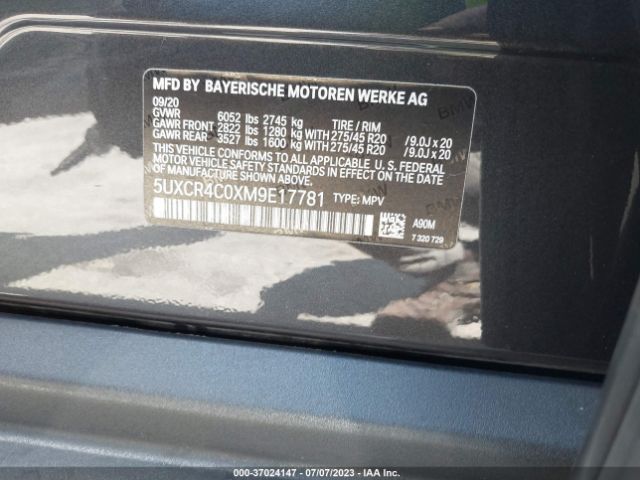 MFD BY BAYERISCHE MOTOREN WERKE AG
09/20
GVWR 6052 lbs 2745 kg TIRE / RIM
GAWR FRONT 2822 lbs 1280 kg WITH 275/45 R20 /9.0J x 20
GAWR REAR 3527 lbs 1600 kg WITH 275/45 R20 /9.0J x 20
THIS VEHICLE CONFORMS TO ALL APPLICABLE U.S. FEDERAL
MOTOR VEHICLE SAFETY STANDARDS IN EFFECT ON THE
DATE OF MANUFACTURE SHOWN ABOVE.
5UXCR4C0XM9E17781 TYPE: MPV
A90M
7 320 729
000-37024147 - 07/07/2023 - IAA Inc.